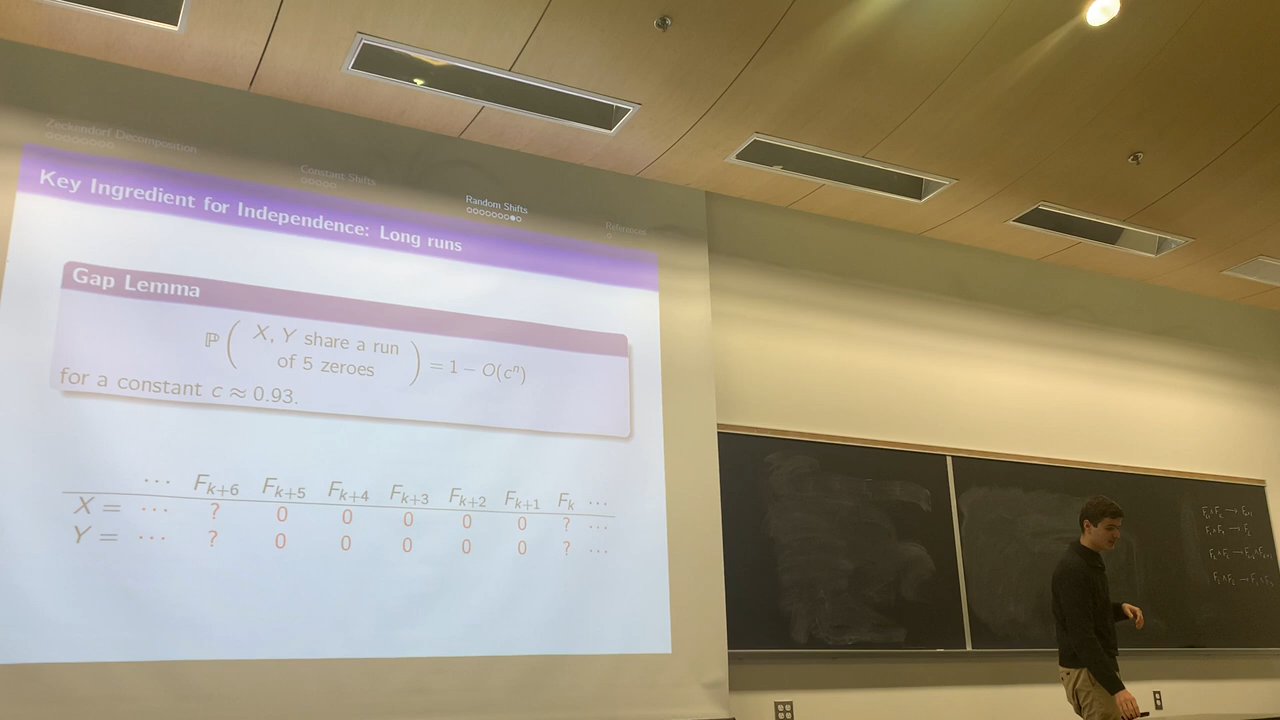 Zeckendorf Decomposition
Constant Shifts
Random Shifts
References
Key Ingredient for Independence: Long runs
Gap Lemma
ℙ ( X, Y share a run of 5 zeroes ) = 1 − O(cⁿ)
for a constant c ≈ 0.93.
⋯ F_{k+6} F_{k+5} F_{k+4} F_{k+3} F_{k+2} F_{k+1} F_k ⋯
X = ⋯ ? 0 0 0 0 0 ? ⋯
Y = ⋯ ? 0 0 0 0 0 ? ⋯